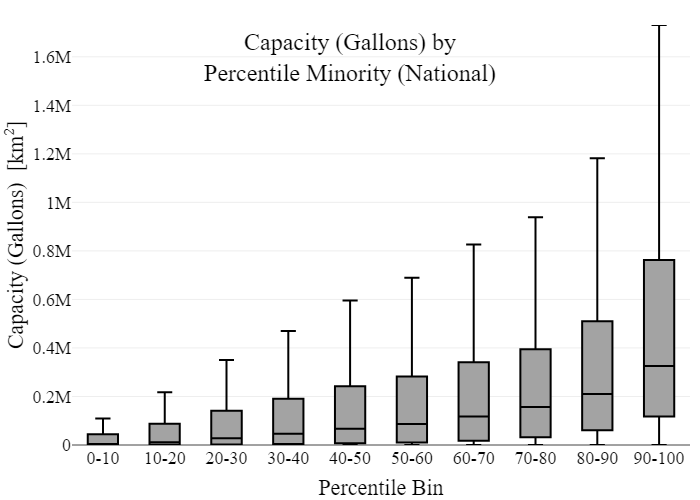 Capacity (Gallons) by
Percentile Minority (National)
Capacity (Gallons) [km²]
1.6M
1.4M
1.2M
1M
0.8M
0.6M
0.4M
0.2M
0
0-10 10-20 20-30 30-40 40-50 50-60 60-70 70-80 80-90 90-100
Percentile Bin